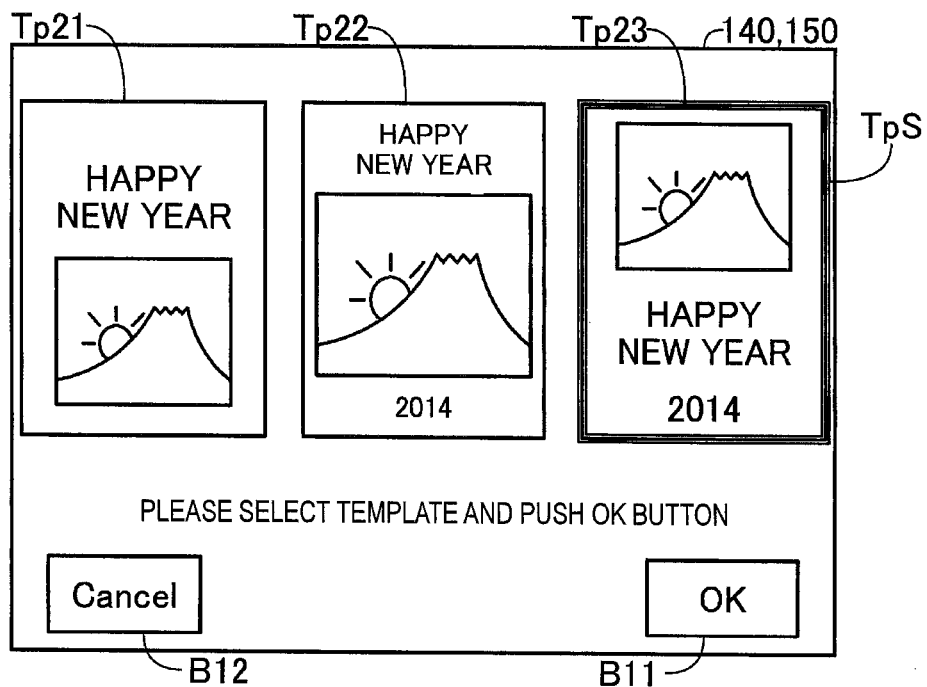 Tp21
Tp22
Tp23
140,150
TpS
HAPPY
NEW YEAR
HAPPY
NEW YEAR
2014
HAPPY
NEW YEAR
2014
PLEASE SELECT TEMPLATE AND PUSH OK BUTTON
Cancel
OK
B12
B11